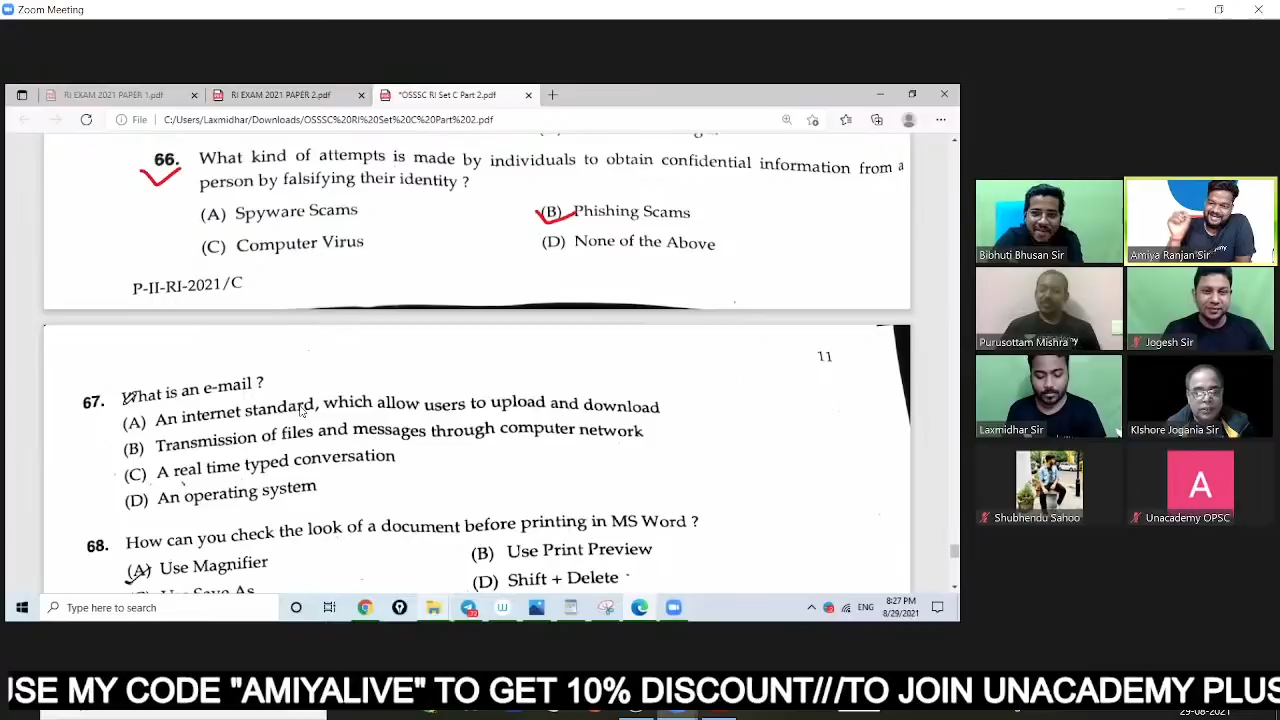 Zoom Meeting
RI EXAM 2021 PAPER 1.pdf
RI EXAM 2021 PAPER 2.pdf
*OSSSC RI Set C Part 2.pdf
File C:/Users/Laxmidhar/Downloads/OSSSC%20RI%20Set%20C%20Part%202.pdf
66. What kind of attempts is made by individuals to obtain confidential information from a
person by falsifying their identity ?
(A) Spyware Scams
(B) Phishing Scams
(C) Computer Virus
(D) None of the Above
P-II-RI-2021/C
11
67. What is an e-mail ?
(A) An internet standard, which allow users to upload and download
(B) Transmission of files and messages through computer network
(C) A real time typed conversation
(D) An operating system
68. How can you check the look of a document before printing in MS Word ?
(A) Use Magnifier
(B) Use Print Preview
Use Save As
(D) Shift + Delete
Type here to search
ENG
8:27 PM
8/29/2021
Bibhuti Bhusan Sir
Amiya Ranjan Sir
Purusottam Mishra
Jogesh Sir
Laxmidhar Sir
KIshore Jogania Sir
Shubhendu Sahoo
A
Unacademy OPSC
USE MY CODE "AMIYALIVE" TO GET 10% DISCOUNT///TO JOIN UNACADEMY PLUS
29-08-2021